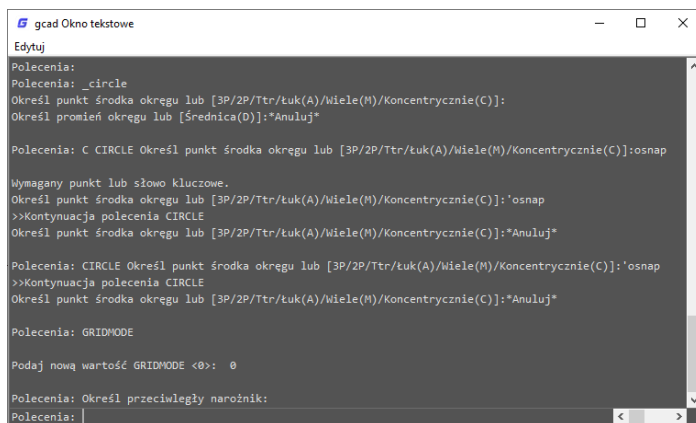 gcad Okno tekstowe
Edytuj
Polecenia:
Polecenia: _circle
Określ punkt środka okręgu lub [3P/2P/Ttr/Łuk(A)/Wiele(M)/Koncentrycznie(C)]:
Określ promień okręgu lub [Średnica(D)]:*Anuluj*
Polecenia: C CIRCLE Określ punkt środka okręgu lub [3P/2P/Ttr/Łuk(A)/Wiele(M)/Koncentrycznie(C)]:osnap
Wymagany punkt lub słowo kluczowe.
Określ punkt środka okręgu lub [3P/2P/Ttr/Łuk(A)/Wiele(M)/Koncentrycznie(C)]:'osnap
>>Kontynuacja polecenia CIRCLE
Określ punkt środka okręgu lub [3P/2P/Ttr/Łuk(A)/Wiele(M)/Koncentrycznie(C)]:*Anuluj*
Polecenia: CIRCLE Określ punkt środka okręgu lub [3P/2P/Ttr/Łuk(A)/Wiele(M)/Koncentrycznie(C)]:'osnap
>>Kontynuacja polecenia CIRCLE
Określ punkt środka okręgu lub [3P/2P/Ttr/Łuk(A)/Wiele(M)/Koncentrycznie(C)]:*Anuluj*
Polecenia: GRIDMODE
Podaj nową wartość GRIDMODE <0>:  0
Polecenia: Określ przeciwległy narożnik:
Polecenia: